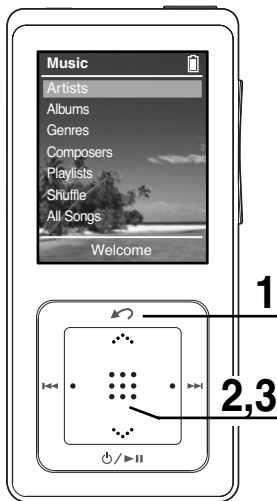 Music
Artists
Albums
Genres
Composers
Playlists
Shuffle
All Songs
Welcome
1
2,3